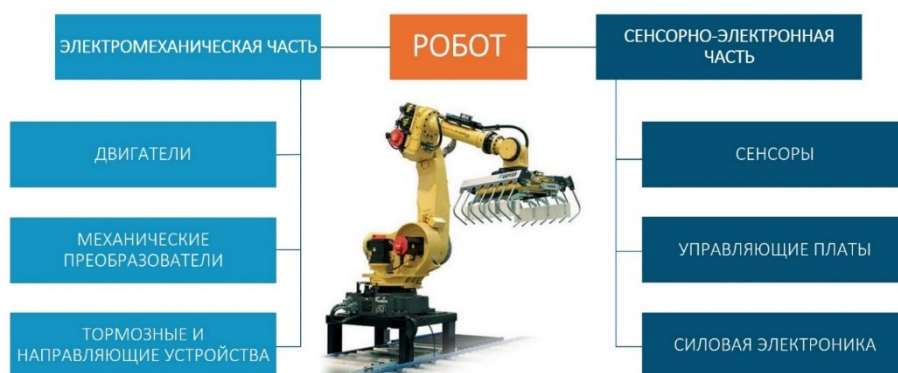 ЭЛЕКТРОМЕХАНИЧЕСКАЯ ЧАСТЬ
РОБОТ
СЕНСОРНО-ЭЛЕКТРОННАЯ
ЧАСТЬ
ДВИГАТЕЛИ
СЕНСОРЫ
МЕХАНИЧЕСКИЕ
ПРЕОБРАЗОВАТЕЛИ
УПРАВЛЯЮЩИЕ ПЛАТЫ
ТОРМОЗНЫЕ И
НАПРАВЛЯЮЩИЕ УСТРОЙСТВА
СИЛОВАЯ ЭЛЕКТРОНИКА